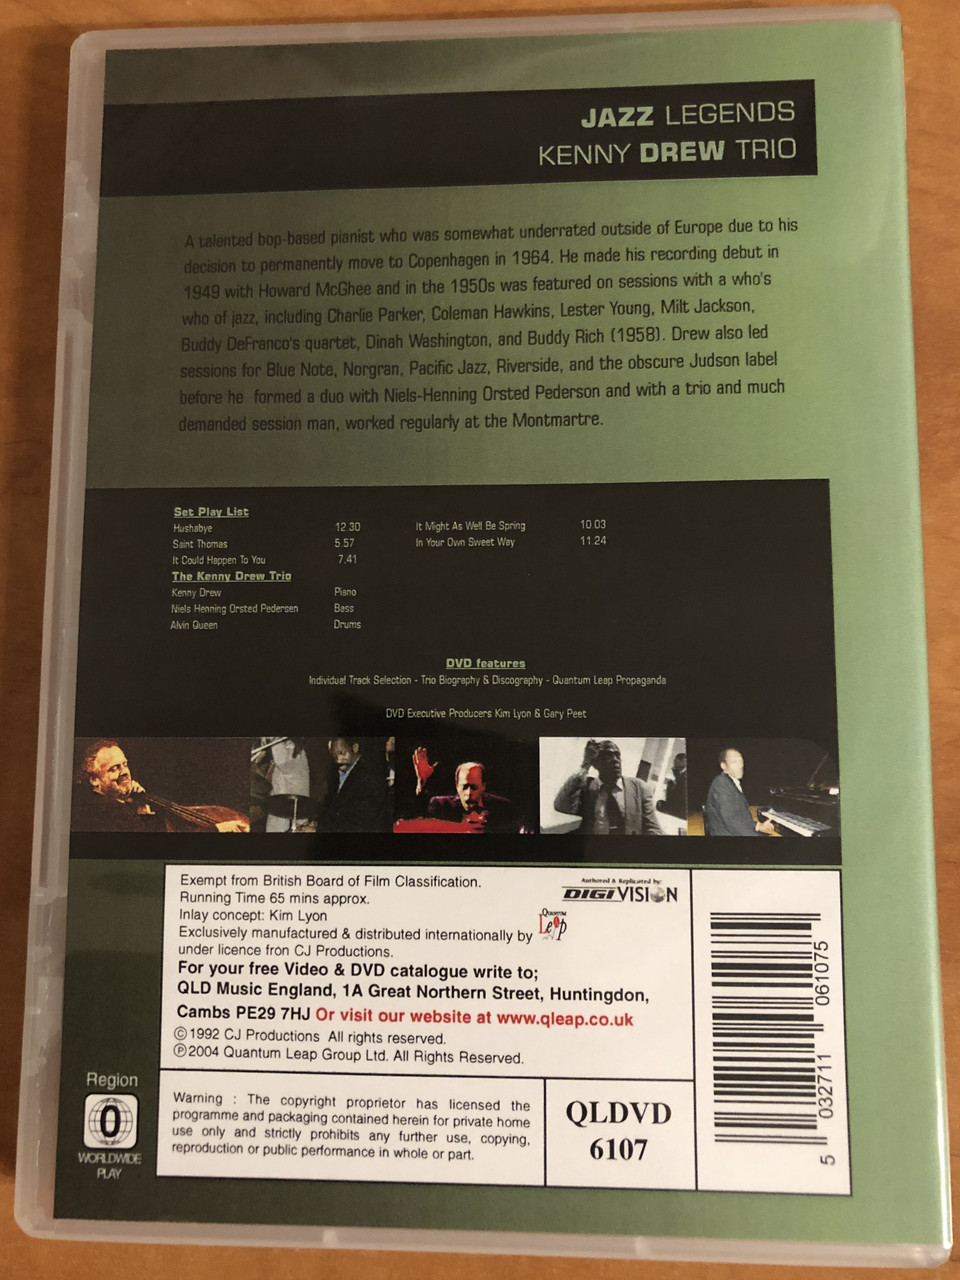 JAZZ LEGENDS
KENNY DREW TRIO
A talented bop-based pianist who was somewhat underrated outside of Europe due to his
decision to permanently move to Copenhagen in 1964. He made his recording debut in
1949 with Howard McGhee and in the 1950s was featured on sessions with a who's
who of jazz, including Charlie Parker, Coleman Hawkins, Lester Young, Milt Jackson,
Buddy DeFranco's quartet, Dinah Washington, and Buddy Rich (1958). Drew also led
sessions for Blue Note, Norgran, Pacific Jazz, Riverside, and the obscure Judson label
before he formed a duo with Niels-Henning Orsted Pederson and with a trio and much
demanded session man, worked regularly at the Montmartre.
Set Play List
Hushabye 12.30
Saint Thomas 5.57
It Could Happen To You 7.41
It Might As Well Be Spring 10.03
In Your Own Sweet Way 11.24
The Kenny Drew Trio
Kenny Drew Piano
Niels Henning Orsted Pedersen Bass
Alvin Queen Drums
DVD features
Individual Track Selection - Trio Biography & Discography - Quantum Leap Propaganda
DVD Executive Producers Kim Lyon & Gary Peet
Exempt from British Board of Film Classification.
Running Time 65 mins approx.
Inlay concept: Kim Lyon
Exclusively manufactured & distributed internationally by
under licence fron CJ Productions.
For your free Video & DVD catalogue write to;
QLD Music England, 1A Great Northern Street, Huntingdon,
Cambs PE29 7HJ Or visit our website at www.qleap.co.uk
©1992 CJ Productions All rights reserved.
℗2004 Quantum Leap Group Ltd. All Rights Reserved.
Authored & Replicated by:
DIGIVISION
QUANTUM
Leap
Region
0
WORLDWIDE
PLAY
Warning : The copyright proprietor has licensed the
programme and packaging contained herein for private home
use only and strictly prohibits any further use, copying,
reproduction or public performance in whole or part.
QLDVD
6107
5 032711 061075